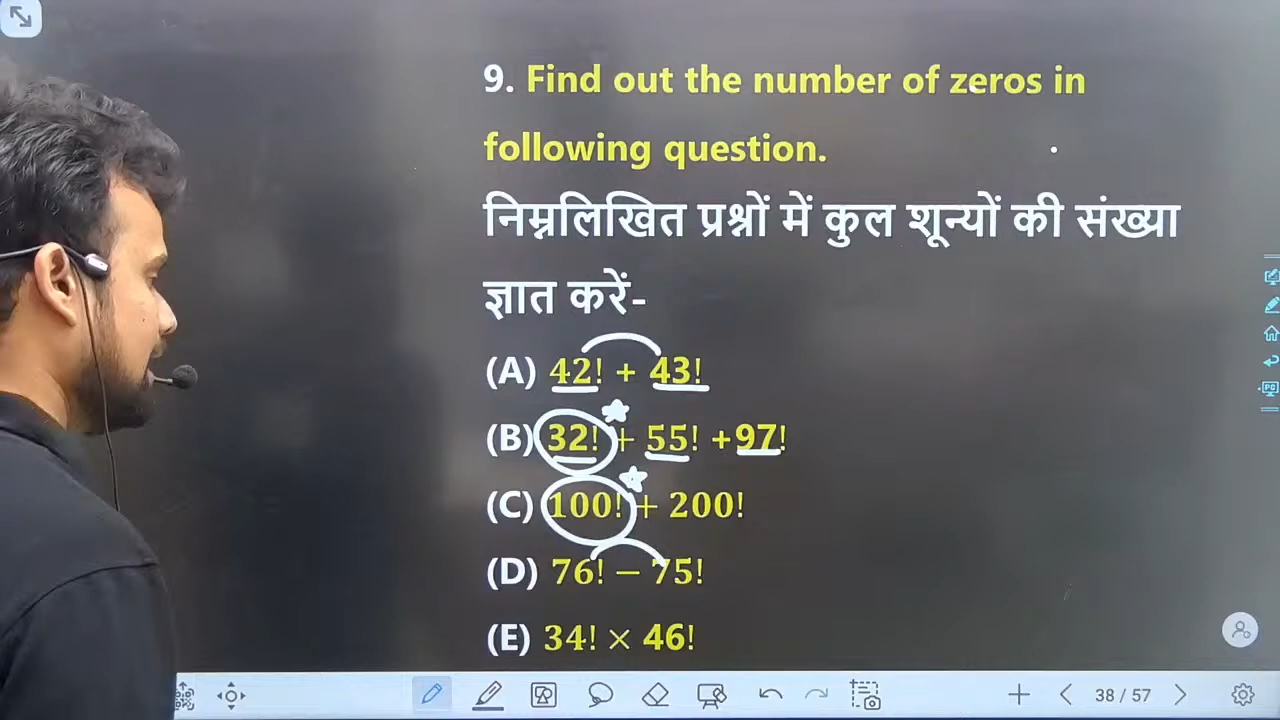 9. Find out the number of zeros in
following question.
निम्नलिखित प्रश्नों में कुल शून्यों की संख्या
ज्ञात करें-
(A) 42! + 43!
(B) 32! + 55! +97!
(C) 100! + 200!
(D) 76! − 75!
(E) 34! × 46!
38 / 57